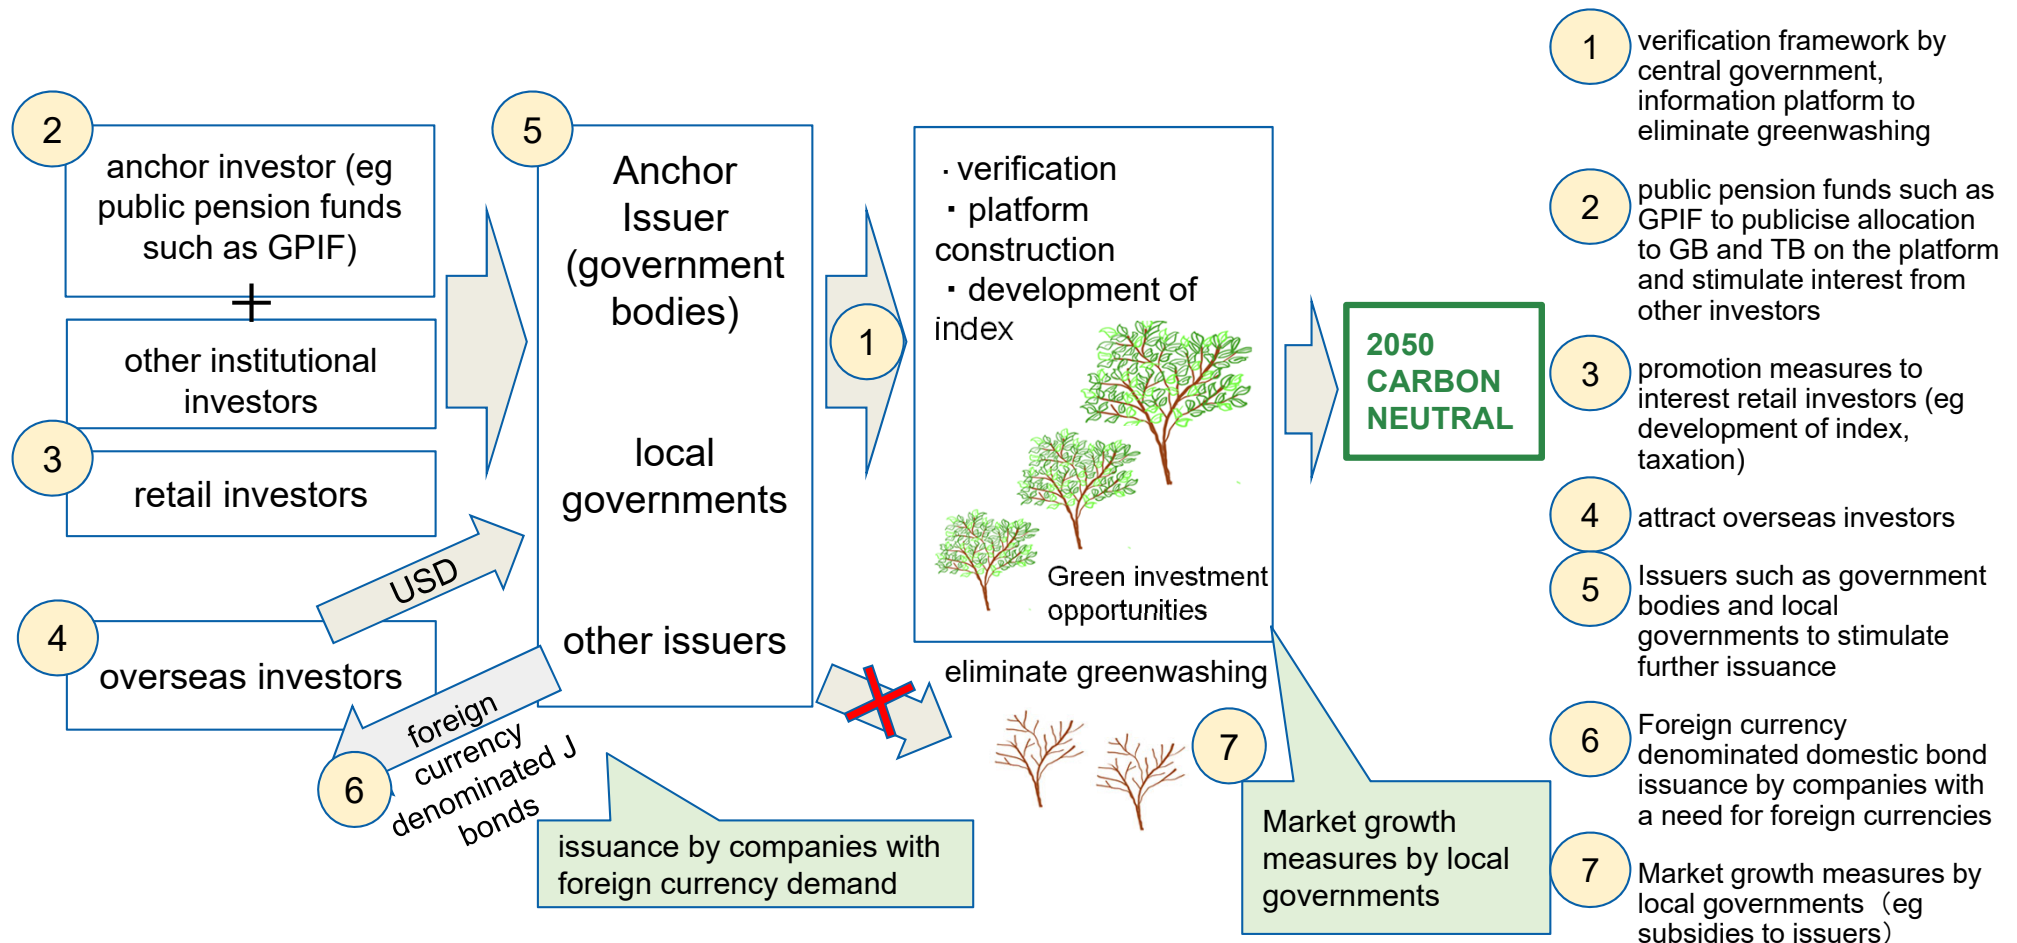 2
anchor investor (eg
public pension funds
such as GPIF)
+
other institutional
investors
3
retail investors
USD
4
overseas investors
foreign
currency
denominated J
bonds
6
5
Anchor
Issuer
(government
bodies)
local
governments
other issuers
issuance by companies with
foreign currency demand
1
・verification
・platform
construction
・development of
index
Green investment
opportunities
eliminate greenwashing
7
Market growth
measures by local
governments
2050
CARBON
NEUTRAL
1
verification framework by
central government,
information platform to
eliminate greenwashing
2
public pension funds such as
GPIF to publicise allocation
to GB and TB on the platform
and stimulate interest from
other investors
3
promotion measures to
interest retail investors (eg
development of index,
taxation)
4
attract overseas investors
5
Issuers such as government
bodies and local
governments to stimulate
further issuance
6
Foreign currency
denominated domestic bond
issuance by companies with
a need for foreign currencies
7
Market growth measures by
local governments（eg
subsidies to issuers）